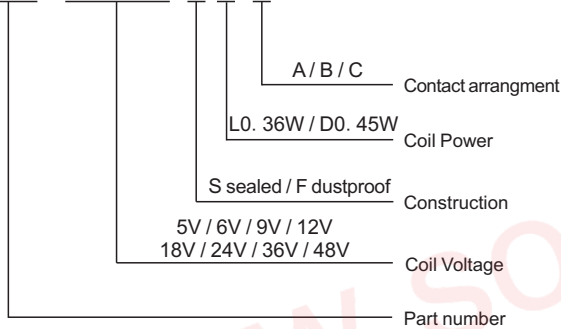 A / B / C
Contact arrangment
L0. 36W / D0. 45W
Coil Power
S sealed / F dustproof
Construction
5V / 6V / 9V / 12V
18V / 24V / 36V / 48V
Coil Voltage
Part number